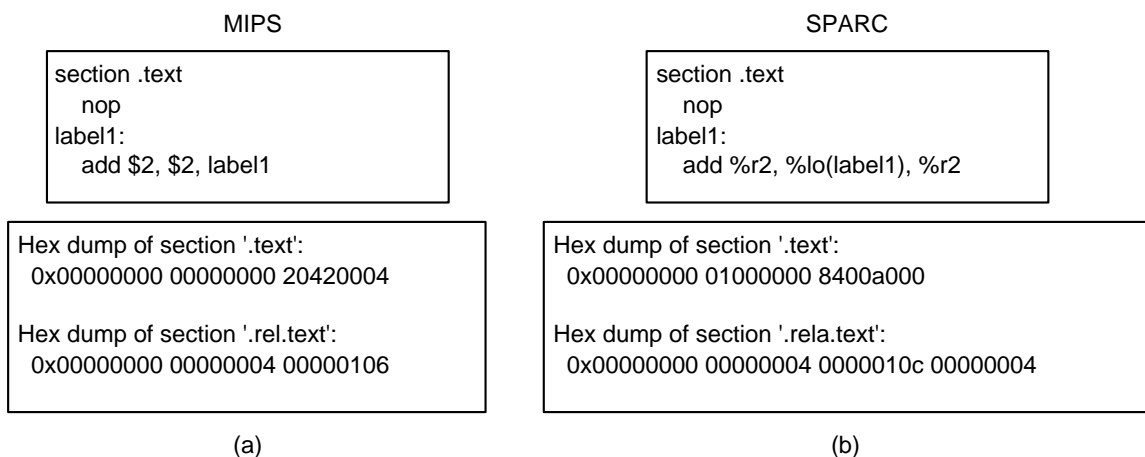 MIPS
section .text
nop
label1:
add $2, $2, label1
Hex dump of section '.text':
0x00000000 00000000 20420004
Hex dump of section '.rel.text':
0x00000000 00000004 00000106
(a)
SPARC
section .text
nop
label1:
add %r2, %lo(label1), %r2
Hex dump of section '.text':
0x00000000 01000000 8400a000
Hex dump of section '.rela.text':
0x00000000 00000004 0000010c 00000004
(b)